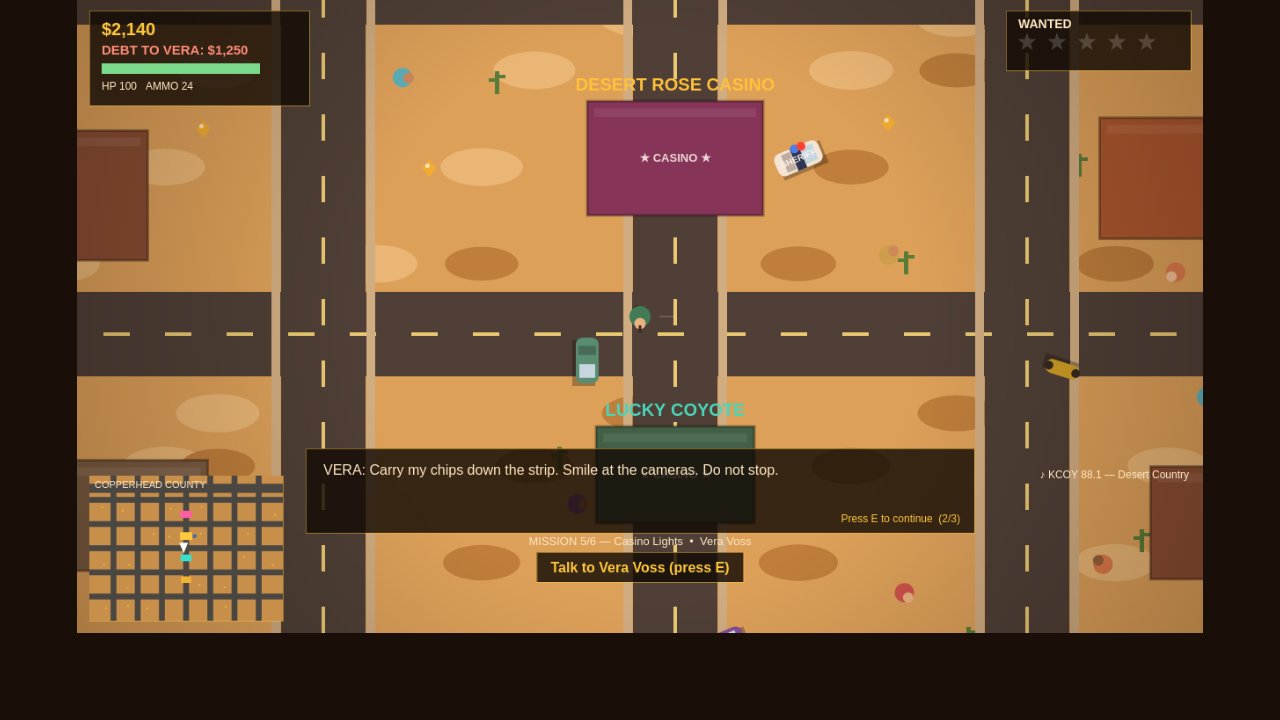 $2,140
DEBT TO VERA: $1,250
HP 100 AMMO 24
WANTED
DESERT ROSE CASINO
★ CASINO ★
SHERIFF
LUCKY COYOTE
VERA: Carry my chips down the strip. Smile at the cameras. Do not stop.
Press E to continue (2/3)
♪ KCOY 88.1 — Desert Country
COPPERHEAD COUNTY
MISSION 5/6 — Casino Lights • Vera Voss
Talk to Vera Voss (press E)